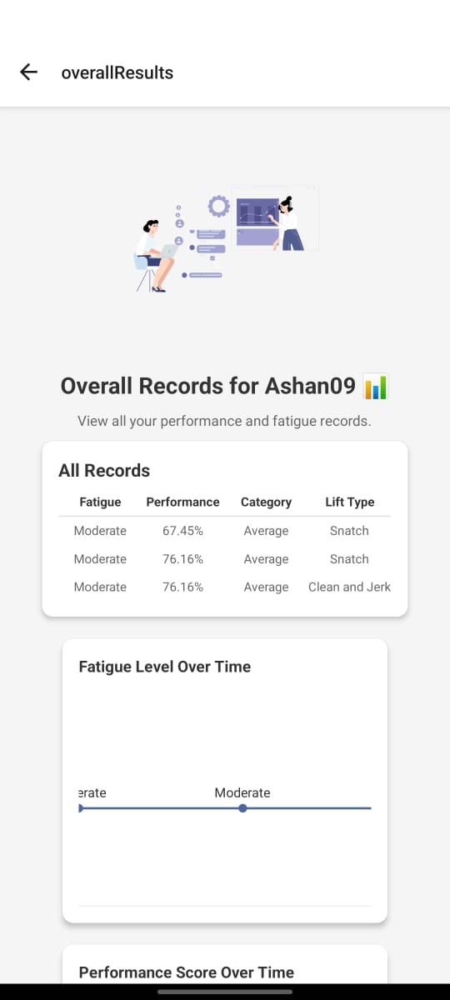 overallResults
Overall Records for Ashan09 📊
View all your performance and fatigue records.
All Records
Fatigue Performance Category Lift Type
Moderate 67.45% Average Snatch
Moderate 76.16% Average Snatch
Moderate 76.16% Average Clean and Jerk
Fatigue Level Over Time
erate Moderate
Performance Score Over Time